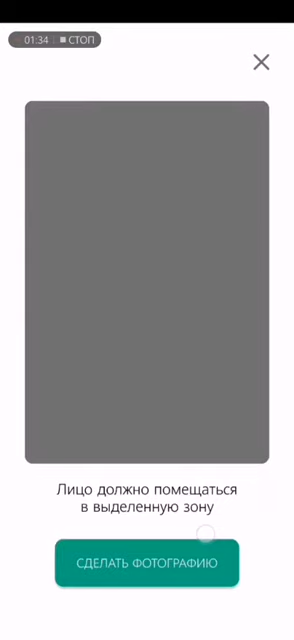 01:34 СТОП
Лицо должно помещаться
в выделенную зону
СДЕЛАТЬ ФОТОГРАФИЮ